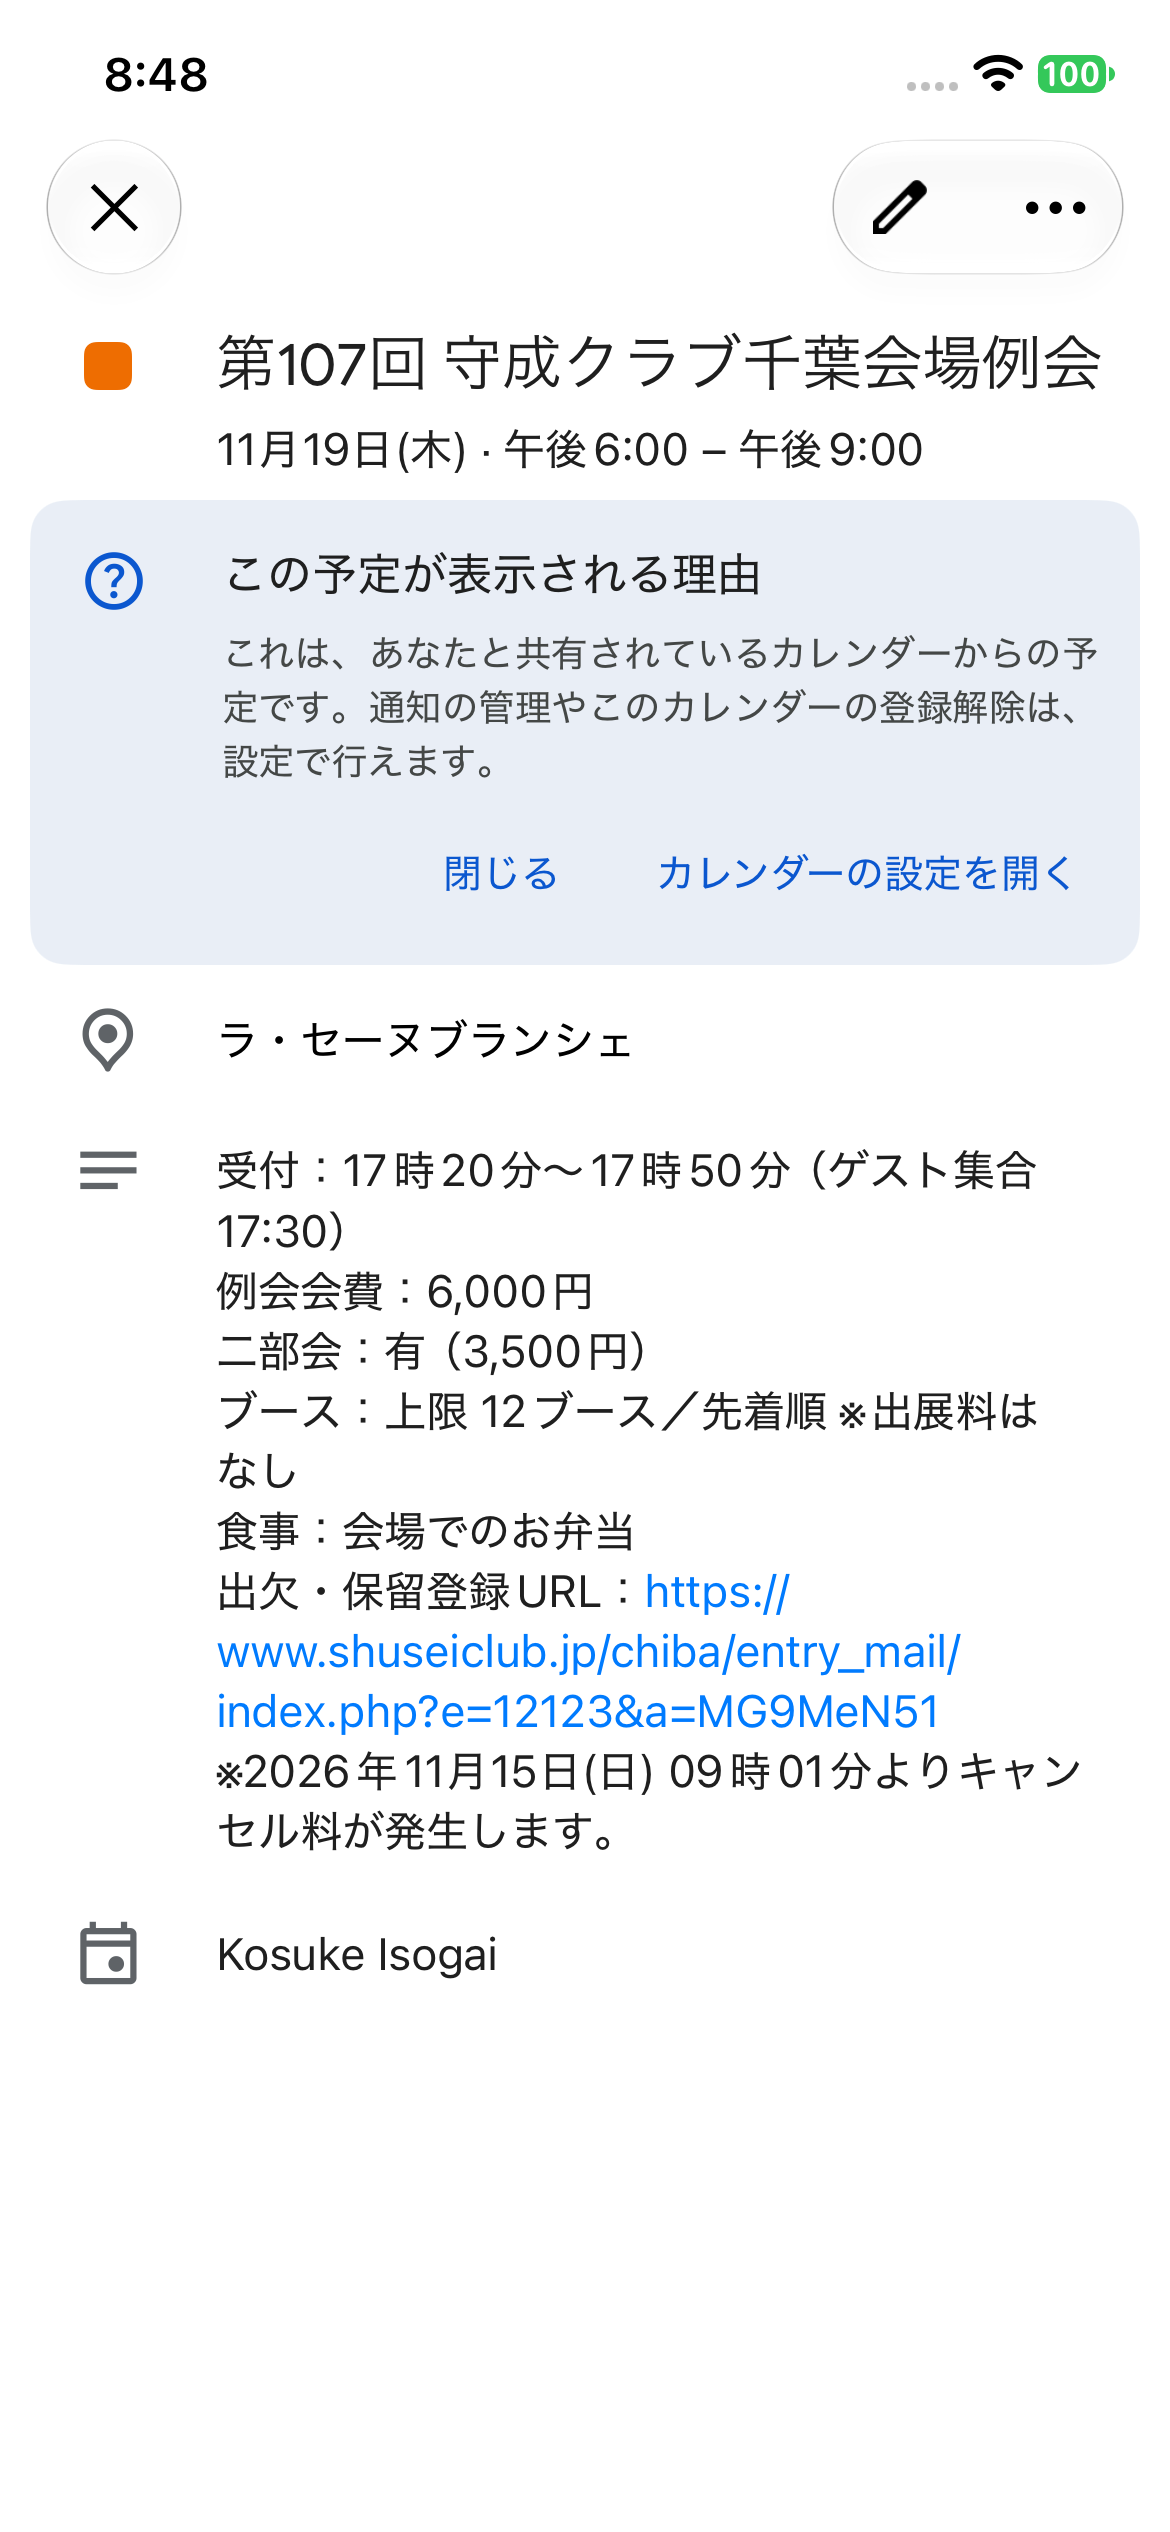 8:48
100
第107回 守成クラブ千葉会場例会
11月19日(木) · 午後6:00 – 午後9:00
この予定が表示される理由
これは、あなたと共有されているカレンダーからの予
定です。通知の管理やこのカレンダーの登録解除は、
設定で行えます。
閉じる カレンダーの設定を開く
ラ・セーヌブランシェ
受付：17時20分〜17時50分（ゲスト集合
17:30）
例会会費：6,000円
二部会：有（3,500円）
ブース：上限 12ブース／先着順 ※出展料は
なし
食事：会場でのお弁当
出欠・保留登録URL：https://
www.shuseiclub.jp/chiba/entry_mail/
index.php?e=12123&a=MG9MeN51
※2026年11月15日(日) 09時01分よりキャン
セル料が発生します。
Kosuke Isogai